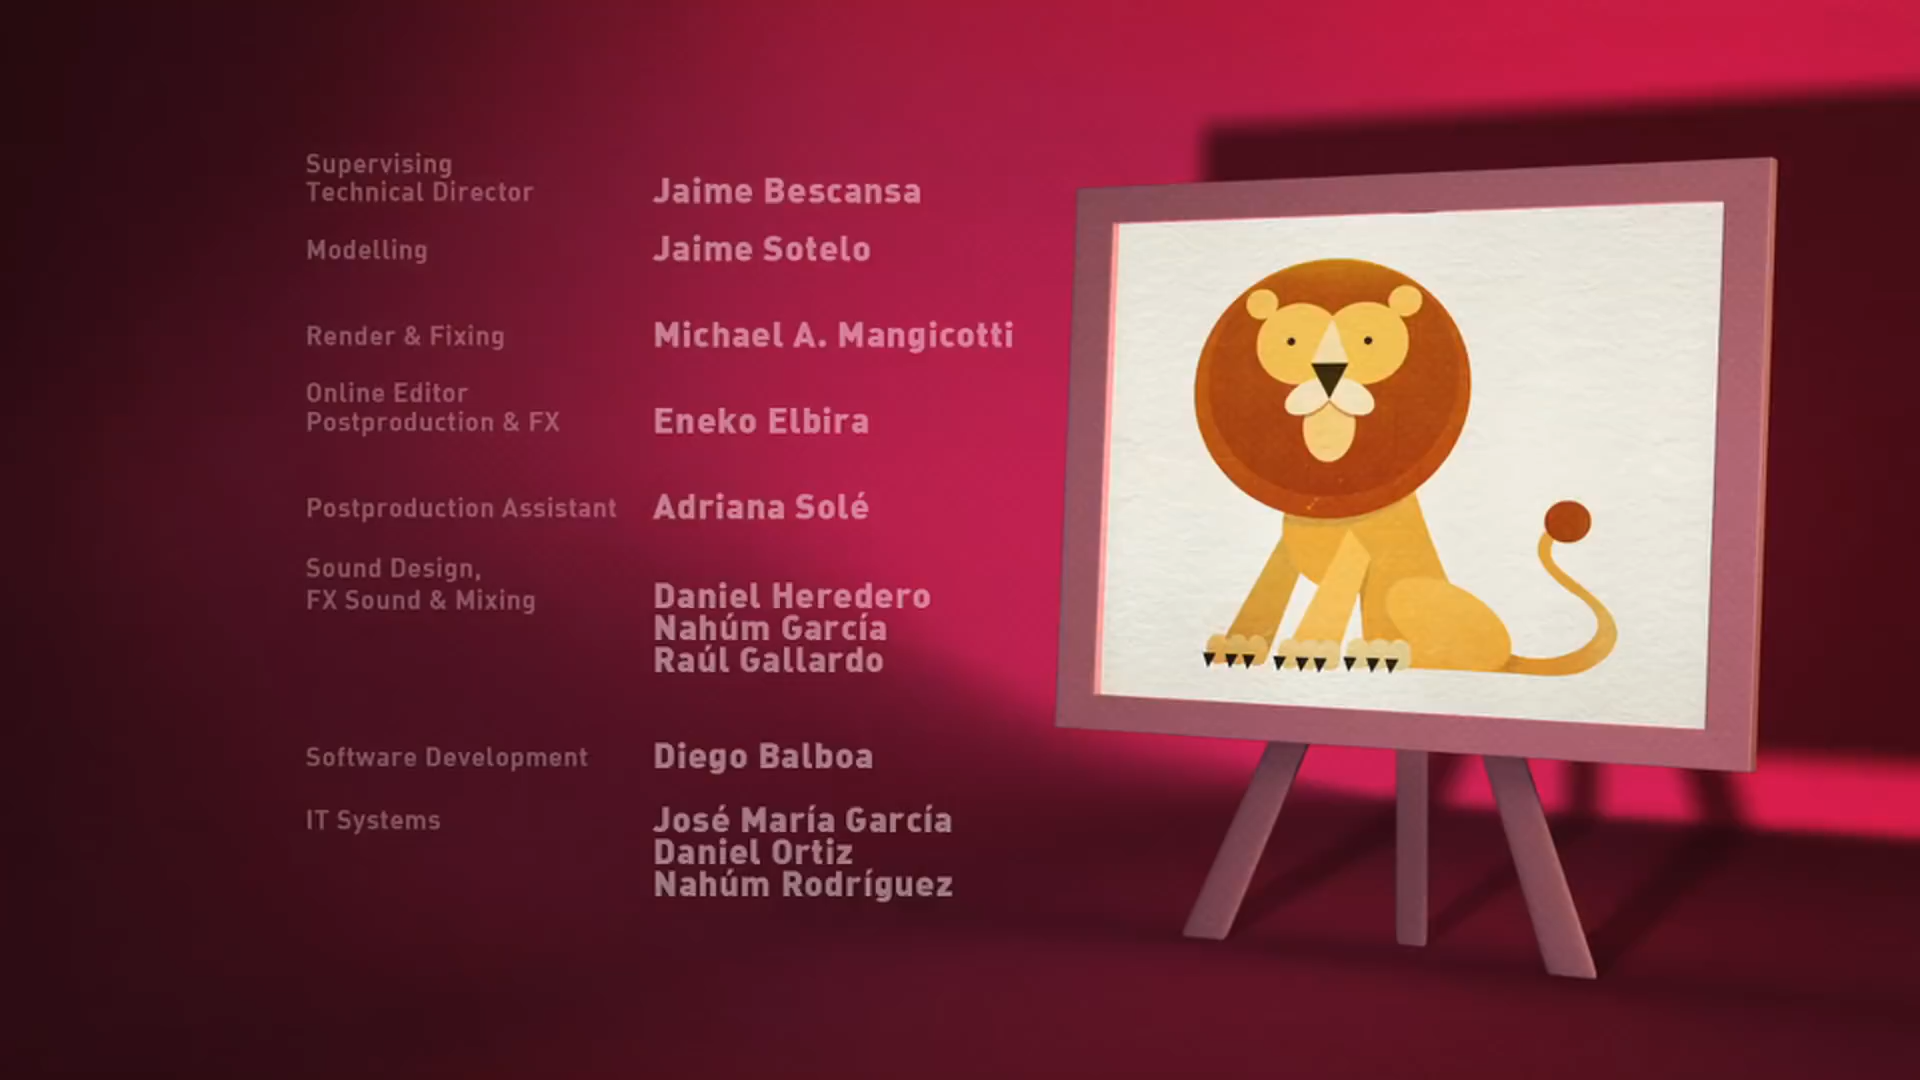 Supervising
Technical Director
Jaime Bescansa
Modelling
Jaime Sotelo
Render & Fixing
Michael A. Mangicotti
Online Editor
Postproduction & FX
Eneko Elbira
Postproduction Assistant
Adriana Solé
Sound Design,
FX Sound & Mixing
Daniel Heredero
Nahúm García
Raúl Gallardo
Software Development
Diego Balboa
IT Systems
José María García
Daniel Ortiz
Nahúm Rodríguez